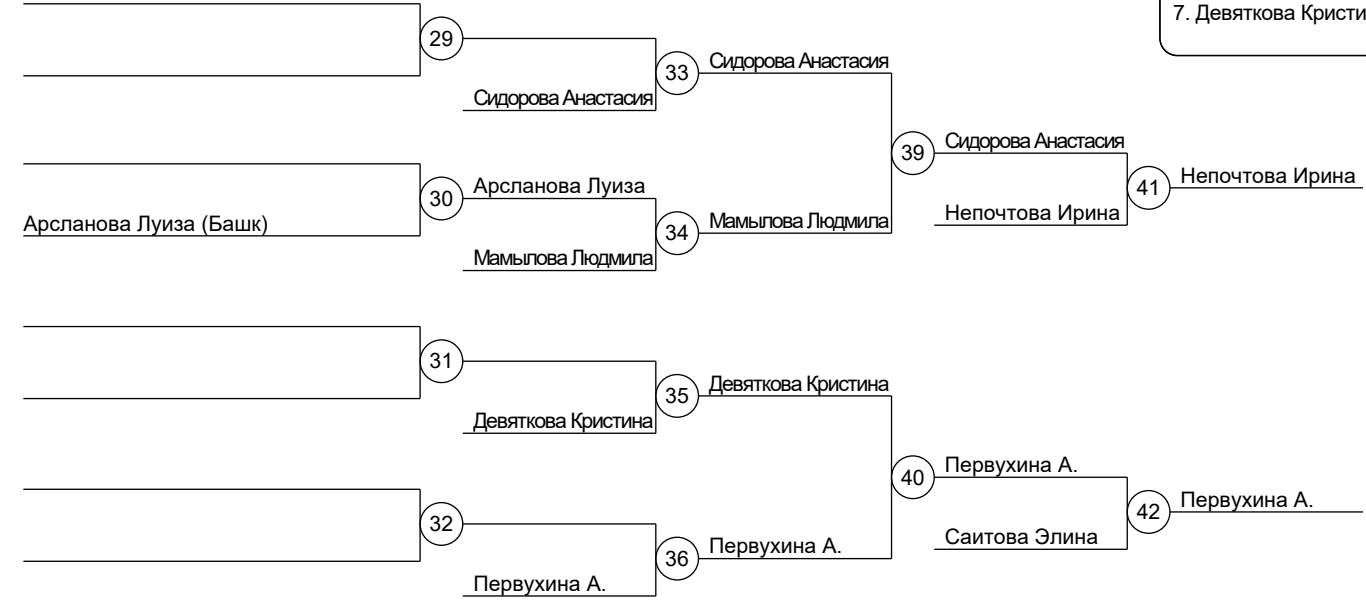 7. Девяткова Кристи
29
33
Сидорова Анастасия
Сидорова Анастасия
39
Сидорова Анастасия
41
Непочтова Ирина
30
Арсланова Луиза
Арсланова Луиза (Башк)
34
Мамылова Людмила
Непочтова Ирина
Мамылова Людмила
31
35
Девяткова Кристина
Девяткова Кристина
40
Первухина А.
42
Первухина А.
32
Саитова Элина
36
Первухина А.
Первухина А.